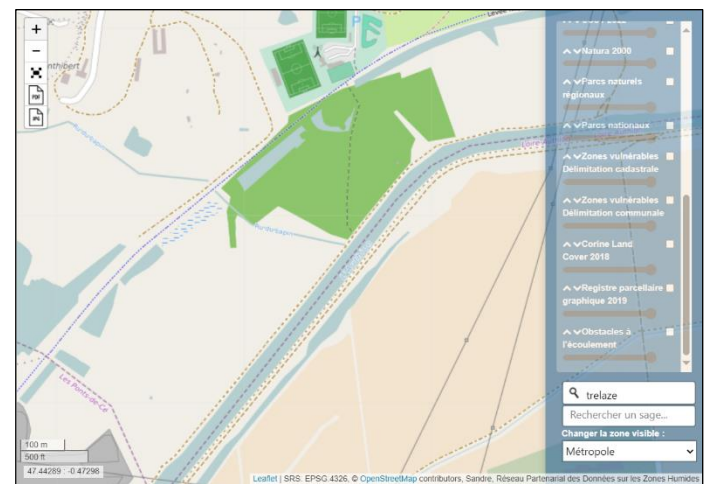 +
−
PDF
JPG
P
Les Ponts-de-Cé
Natura 2000
Parcs naturels
régionaux
Parcs nationaux
Zones vulnérables
Délimitation cadastrale
Zones vulnérables
Délimitation communale
Corine Land
Cover 2018
Registre parcellaire
graphique 2019
Obstacles à
l'écoulement
trelaze
Rechercher un sage...
Changer la zone visible :
Métropole
100 m
500 ft
47.44289 : -0.47298
Leaflet | SRS: EPSG:4326, © OpenStreetMap contributors, Sandre, Réseau Partenarial des Données sur les Zones Humides